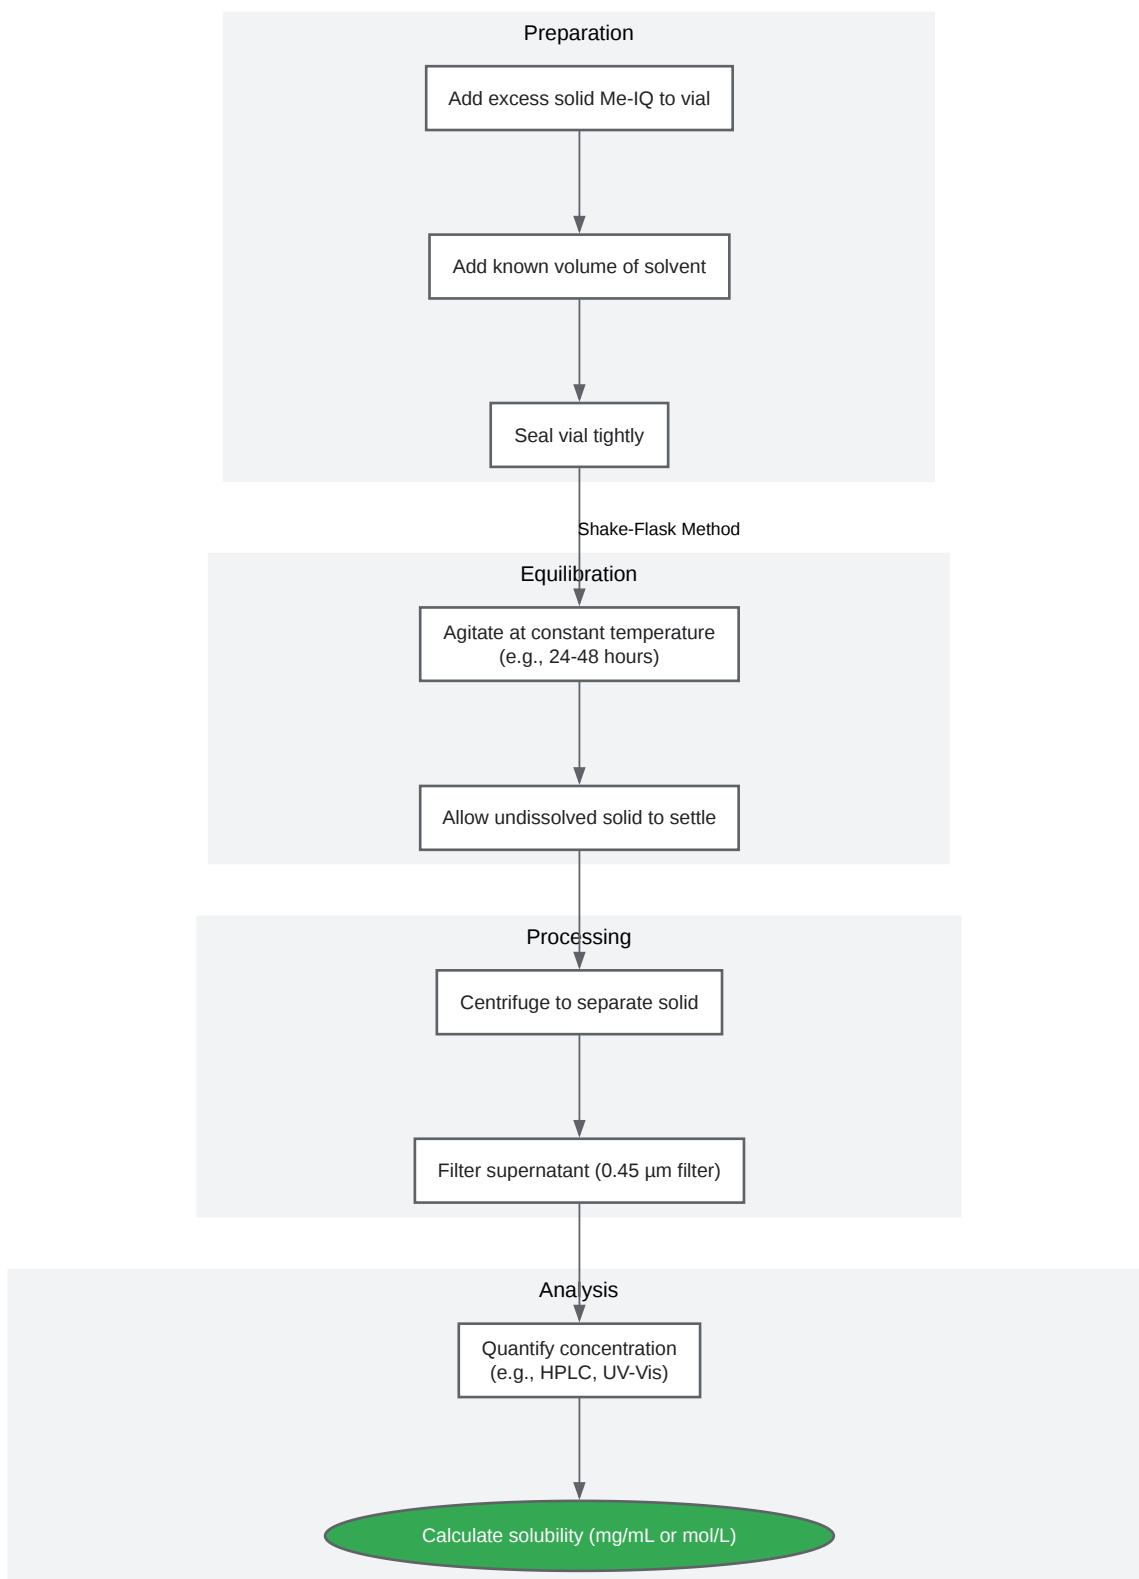 Preparation
Add excess solid Me-IQ to vial
Add known volume of solvent
Seal vial tightly
Shake-Flask Method
Equilibration
Agitate at constant temperature
(e.g., 24-48 hours)
Allow undissolved solid to settle
Processing
Centrifuge to separate solid
Filter supernatant (0.45 µm filter)
Analysis
Quantify concentration
(e.g., HPLC, UV-Vis)
Calculate solubility (mg/mL or mol/L)